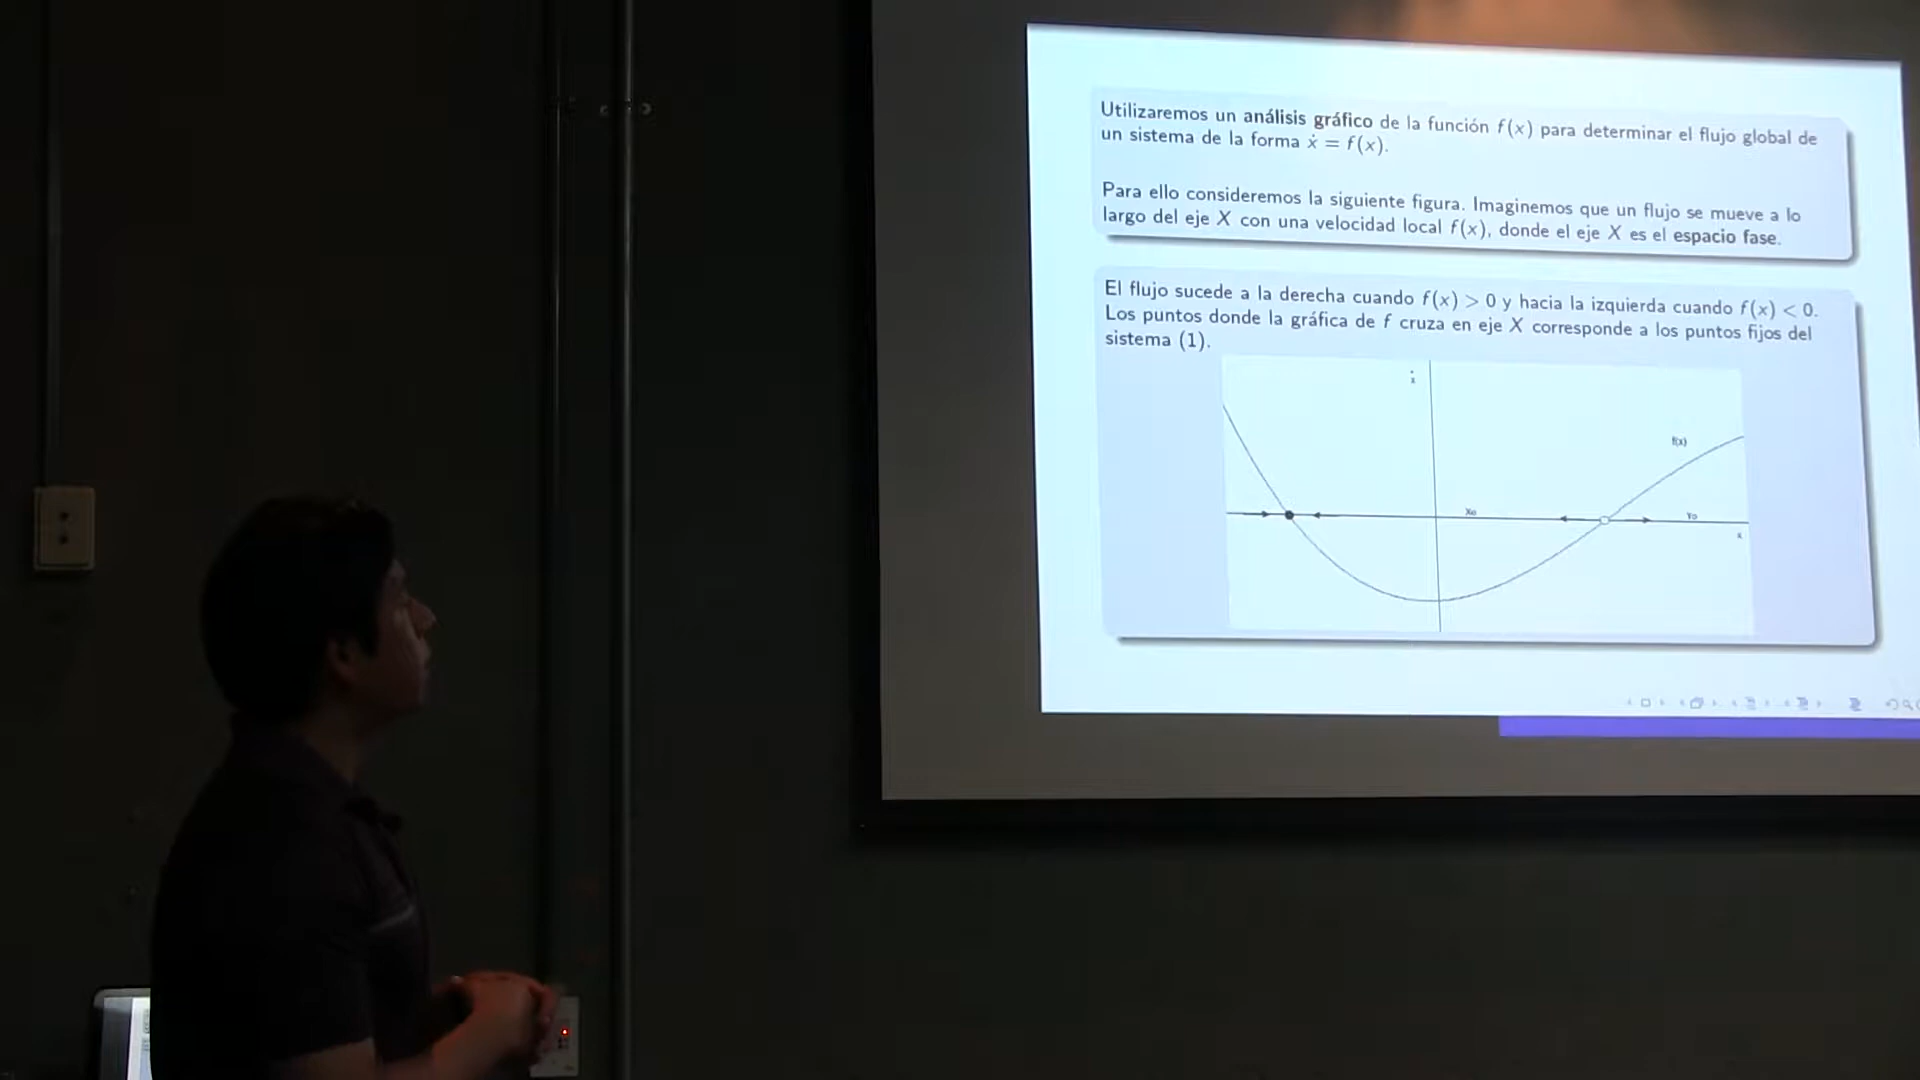 Utilizaremos un análisis gráfico de la función f(x) para determinar el flujo global de
un sistema de la forma ẋ = f(x).
Para ello consideremos la siguiente figura. Imaginemos que un flujo se mueve a lo
largo del eje X con una velocidad local f(x), donde el eje X es el espacio fase.
El flujo sucede a la derecha cuando f(x) > 0 y hacia la izquierda cuando f(x) < 0.
Los puntos donde la gráfica de f cruza en eje X corresponde a los puntos fijos del
sistema (1).
ẋ
f(x)
Xo
Yo
x